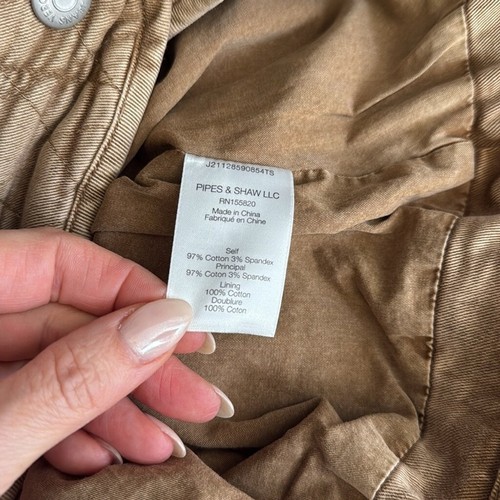 J21128590854TS
PIPES & SHAW LLC
RN155820
Made in China
Fabriqué en Chine
Self
97% Cotton 3% Spandex
Principal
97% Coton 3% Spandex
Lining
100% Cotton
Doublure
100% Coton